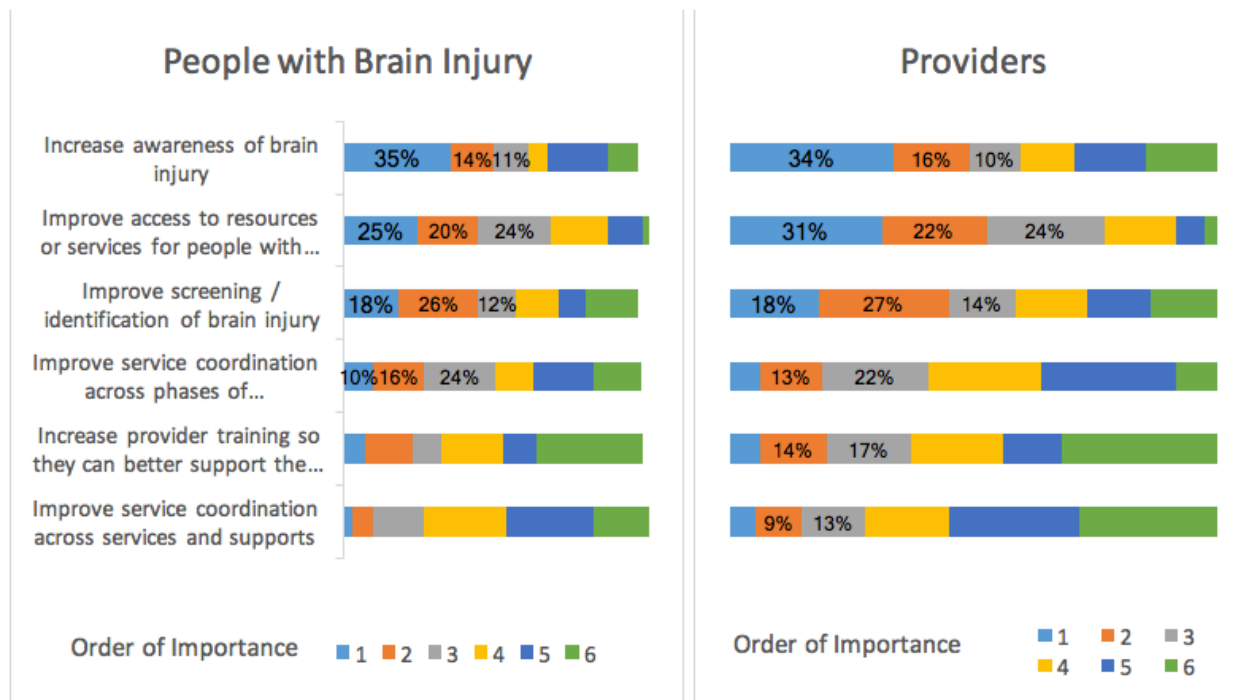 People with Brain Injury
Increase awareness of brain
injury
35% 14% 11%
Improve access to resources
or services for people with...
25% 20% 24%
Improve screening /
identification of brain injury
18% 26% 12%
Improve service coordination
across phases of...
10% 16% 24%
Increase provider training so
they can better support the...
Improve service coordination
across services and supports
Order of Importance 1 2 3 4 5 6
Providers
34% 16% 10%
31% 22% 24%
18% 27% 14%
13% 22%
14% 17%
9% 13%
Order of Importance
1 2 3
4 5 6